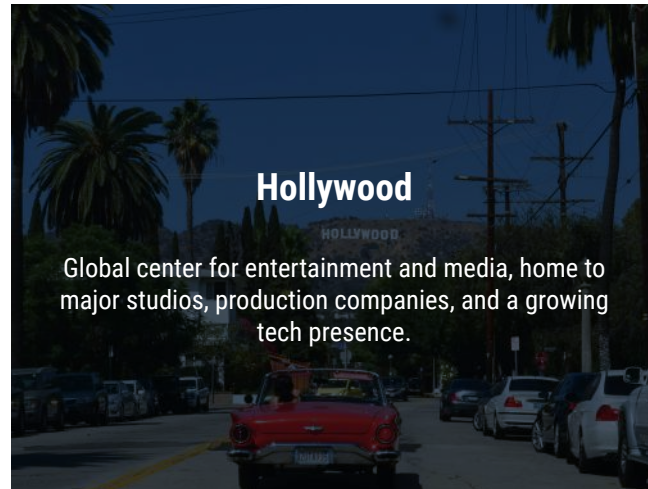 Hollywood
HOLLYWOOD
Global center for entertainment and media, home to
major studios, production companies, and a growing
tech presence.